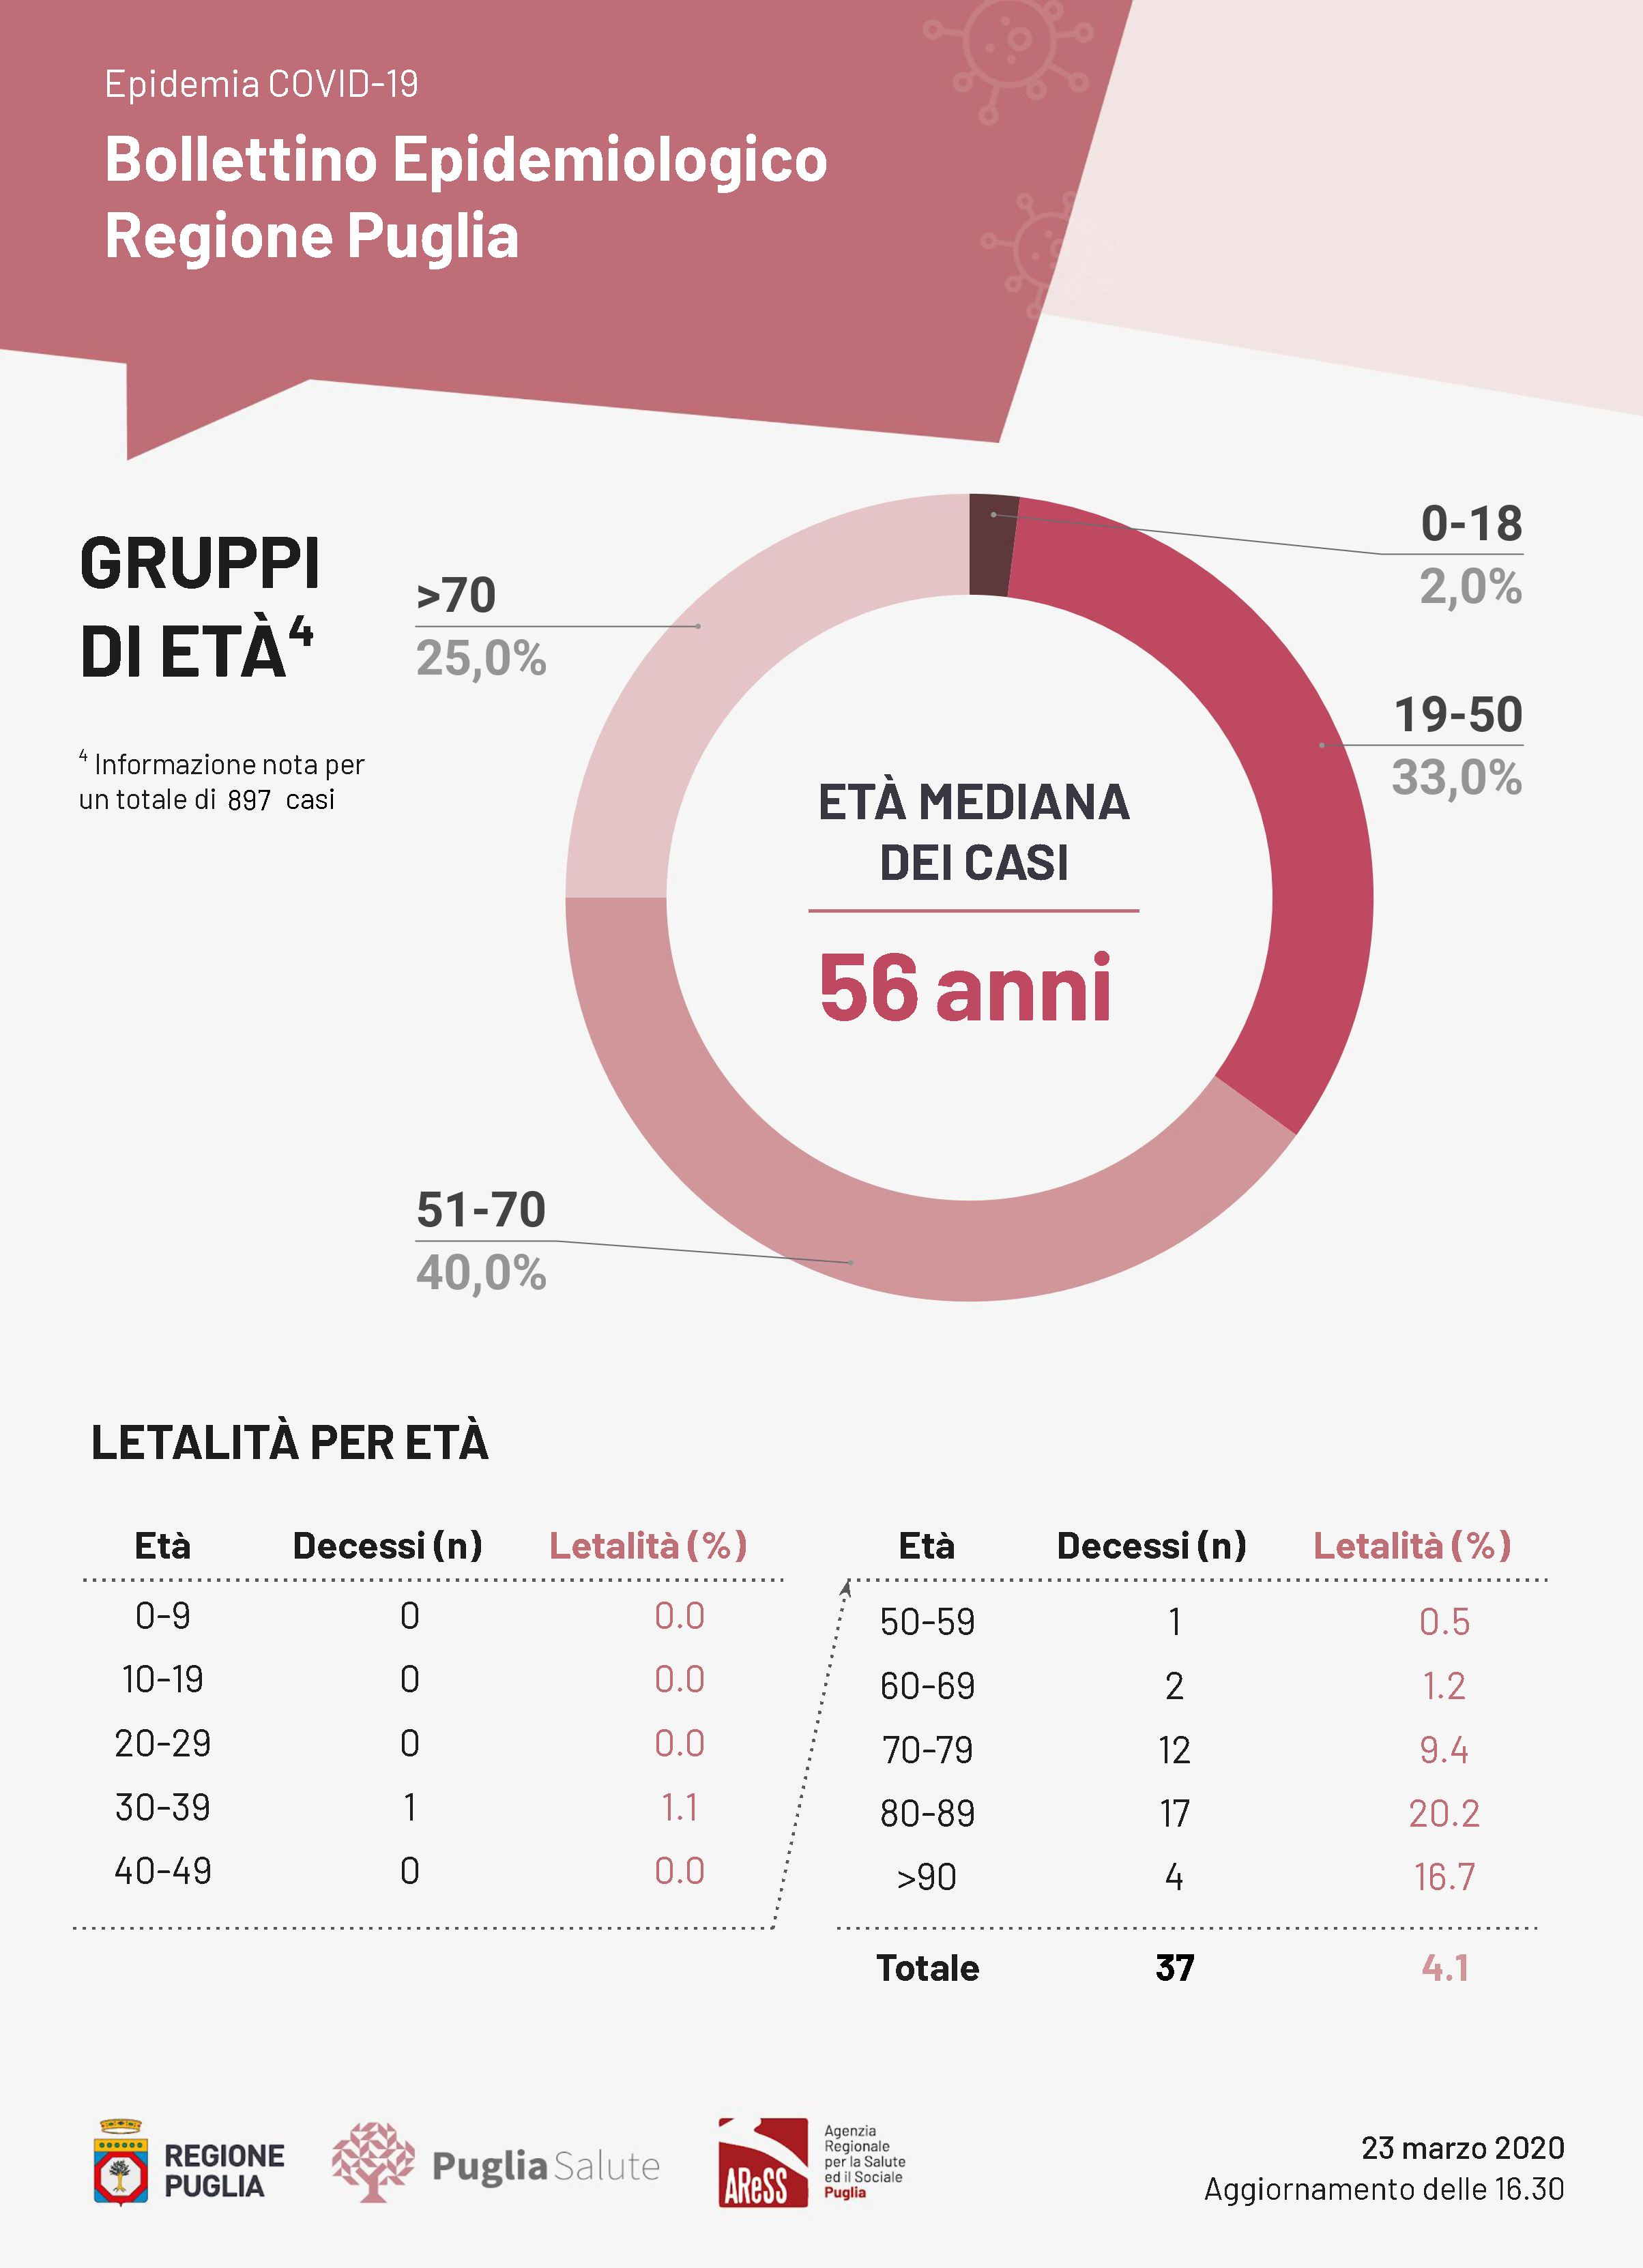 Epidemia COVID-19
Bollettino Epidemiologico
Regione Puglia
GRUPPI
DI ETÀ⁴
⁴ Informazione nota per
un totale di 897 casi
>70
25,0%
0-18
2,0%
19-50
33,0%
ETÀ MEDIANA
DEI CASI
56 anni
51-70
40,0%
LETALITÀ PER ETÀ
Età Decessi (n) Letalità (%)
0-9 0 0.0
10-19 0 0.0
20-29 0 0.0
30-39 1 1.1
40-49 0 0.0
Età Decessi (n) Letalità (%)
50-59 1 0.5
60-69 2 1.2
70-79 12 9.4
80-89 17 20.2
>90 4 16.7
Totale 37 4.1
REGIONE
PUGLIA
PugliaSalute
AReSS
Agenzia
Regionale
per la Salute
ed il Sociale
Puglia
23 marzo 2020
Aggiornamento delle 16.30